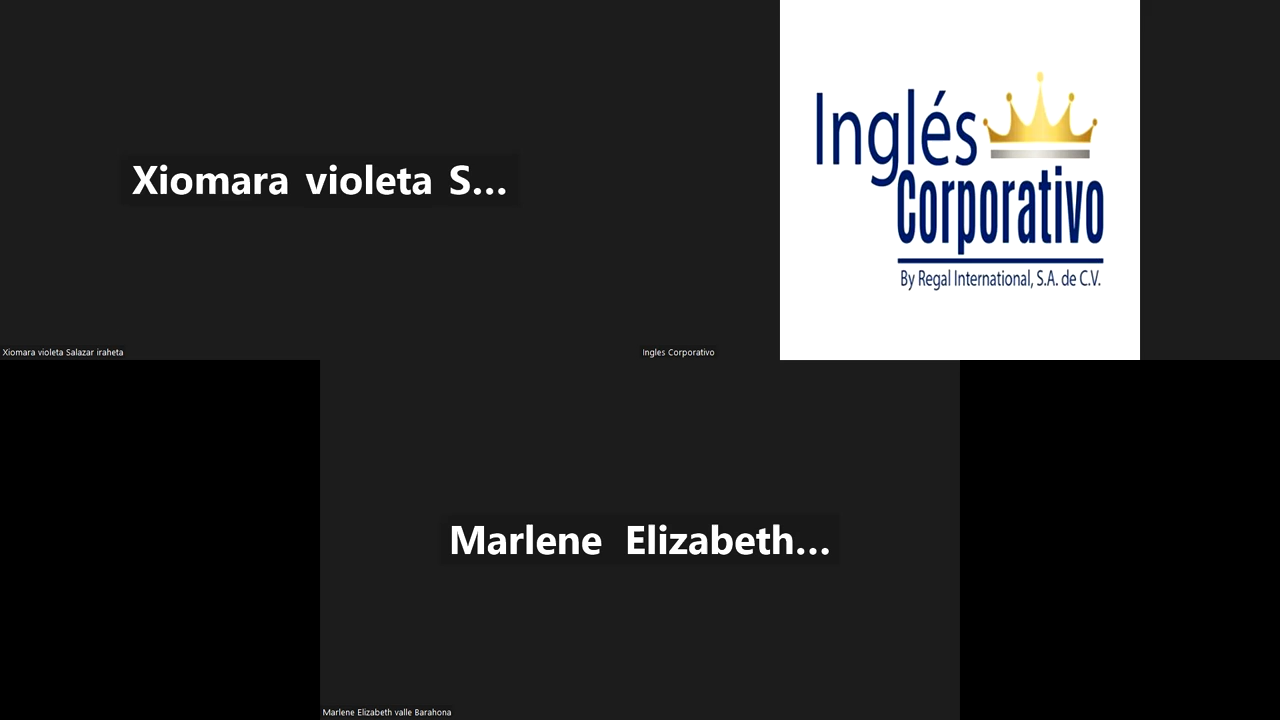 Xiomara violeta S...
Inglés
Corporativo
By Regal International, S.A. de C.V.
Xiomara violeta Salazar iraheta
Ingles Corporativo
Marlene Elizabeth...
Marlene Elizabeth valle Barahona